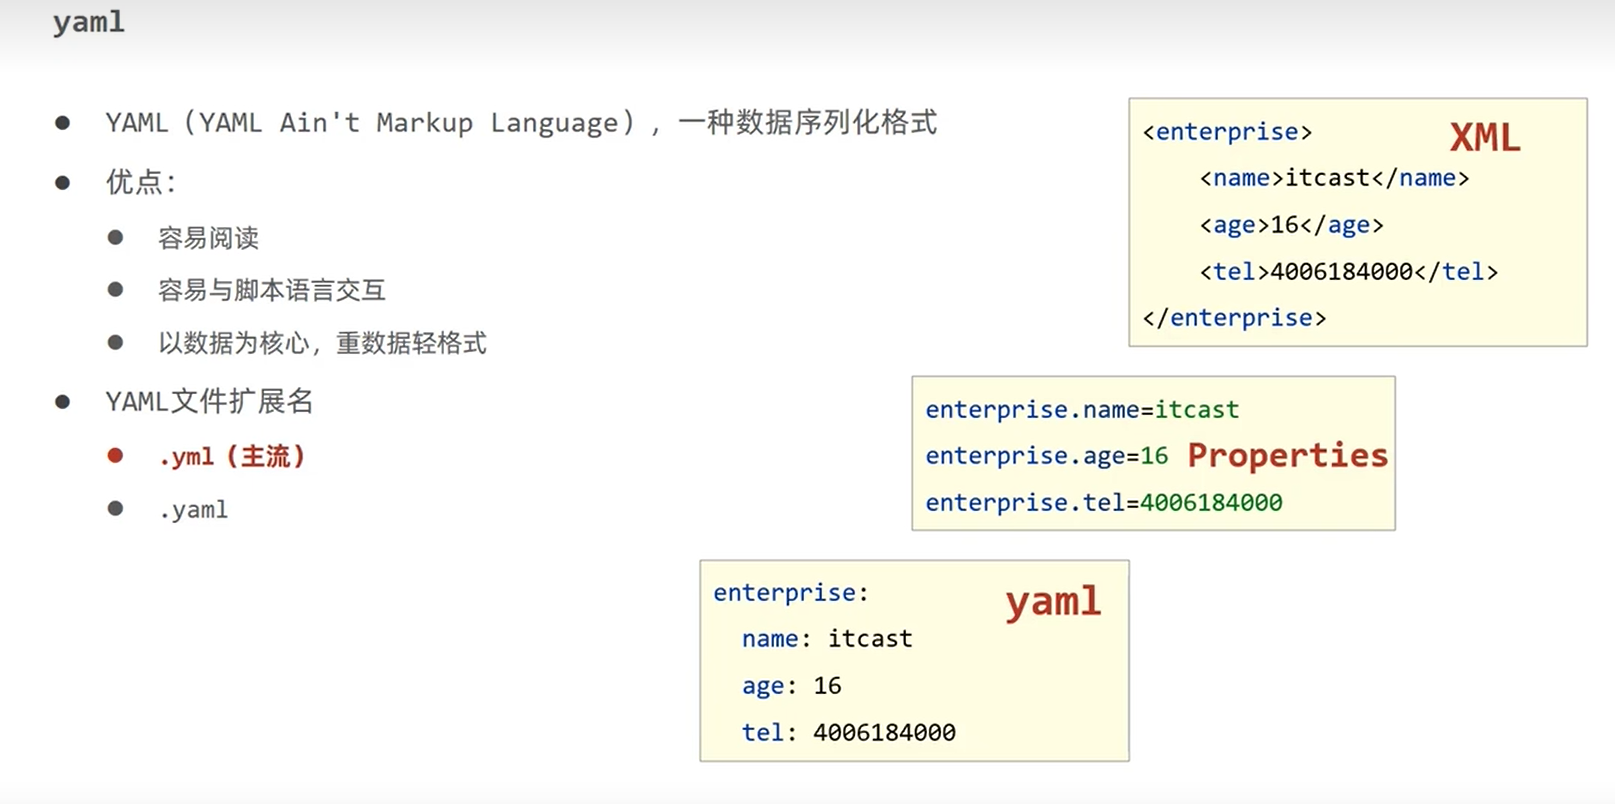 yaml
YAML（YAML Ain't Markup Language），一种数据序列化格式
优点：
容易阅读
容易与脚本语言交互
以数据为核心，重数据轻格式
YAML文件扩展名
.yml（主流）
.yaml
<enterprise>
XML
<name>itcast</name>
<age>16</age>
<tel>4006184000</tel>
</enterprise>
enterprise.name=itcast
enterprise.age=16
Properties
enterprise.tel=4006184000
enterprise:
yaml
name: itcast
age: 16
tel: 4006184000